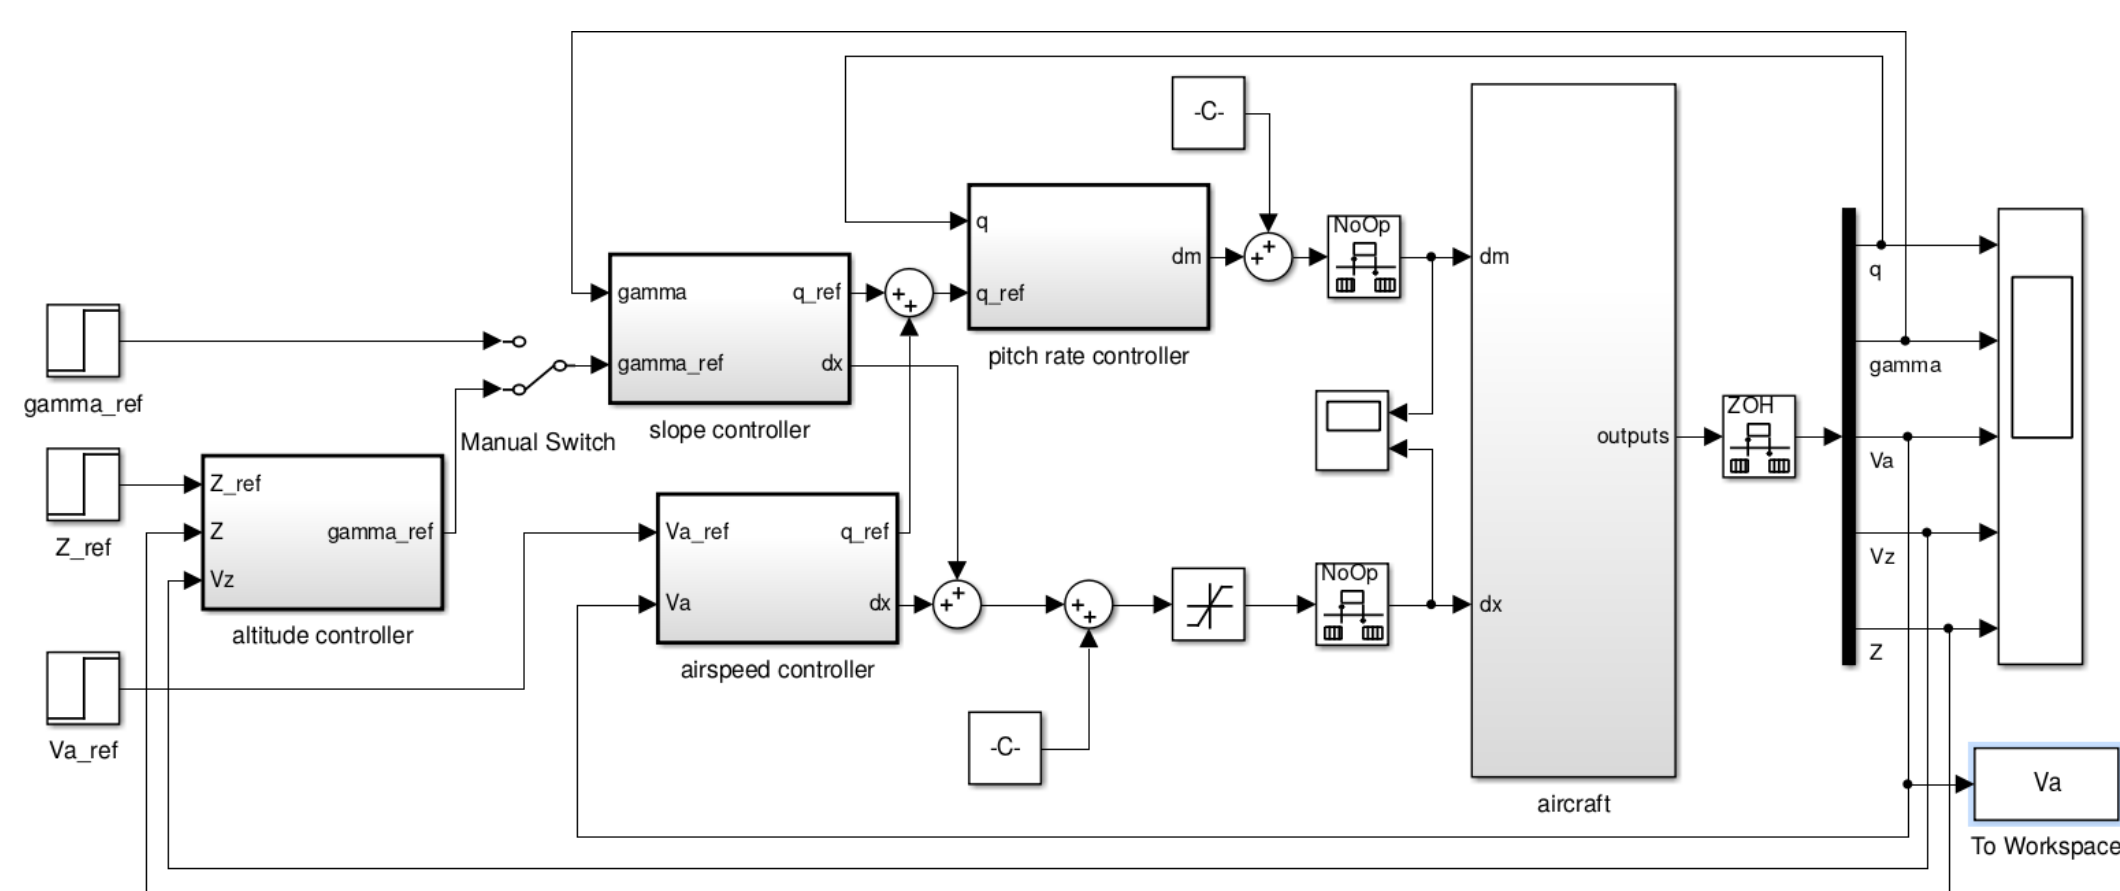 -C-
NoOp
q
dm
dm
q_ref
gamma
q_ref
q
pitch rate controller
gamma_ref
dx
gamma
gamma_ref
slope controller
Manual Switch
ZOH
outputs
Va
Z_ref
Z
gamma_ref
Vz
Z_ref
altitude controller
Va_ref
q_ref
Va
dx
airspeed controller
NoOp
dx
Vz
Z
Va_ref
-C-
aircraft
Va
To Workspace